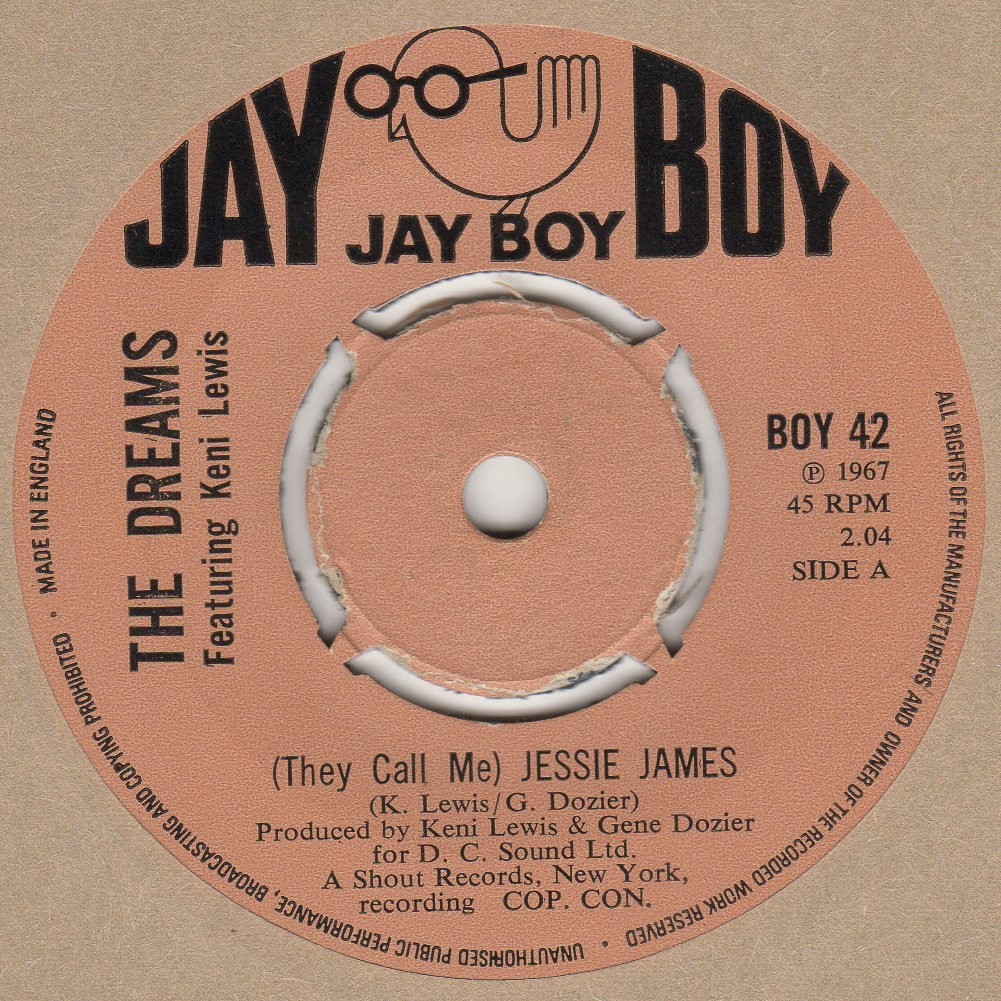 JAY BOY
JAY BOY
THE DREAMS
Featuring Keni Lewis
BOY 42
Ⓟ 1967
45 RPM
2.04
SIDE A
(They Call Me) JESSIE JAMES
(K. Lewis/G. Dozier)
Produced by Keni Lewis & Gene Dozier
for D. C. Sound Ltd.
A Shout Records, New York,
recording COP. CON.
ALL RIGHTS OF THE MANUFACTURERS AND OWNER OF THE RECORDED WORK RESERVED • UNAUTHORISED PUBLIC PERFORMANCE, BROADCASTING AND COPYING PROHIBITED • MADE IN ENGLAND